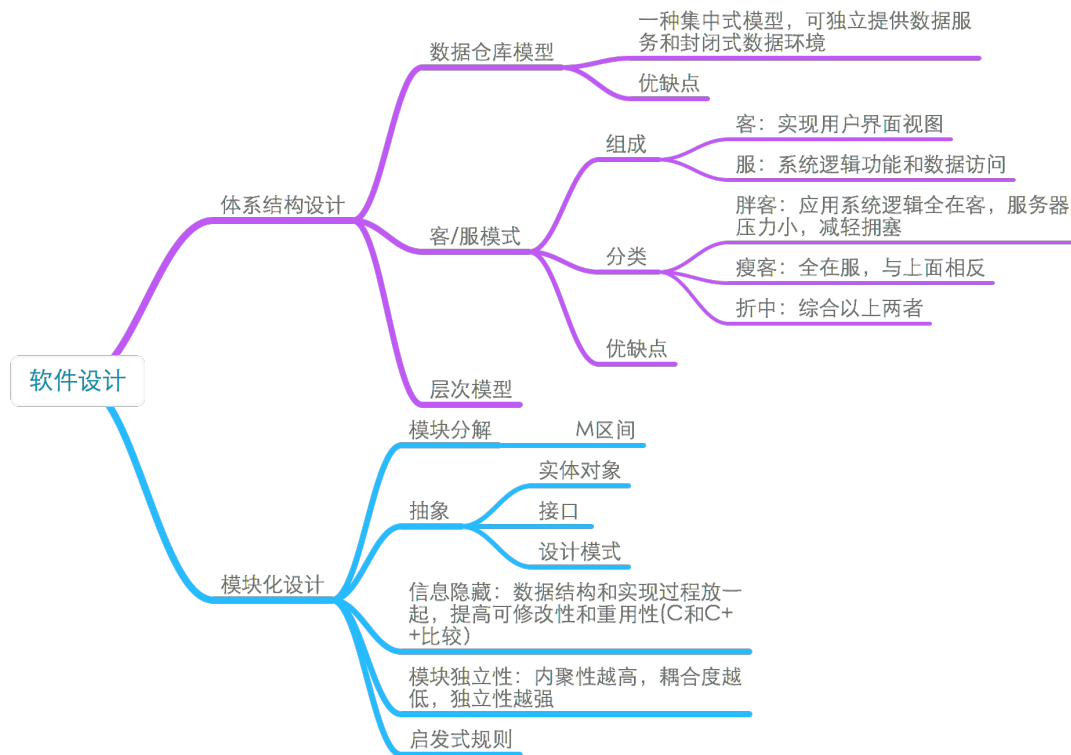 一种集中式模型，可独立提供数据服
务和封闭式数据环境
数据仓库模型
优缺点
客：实现用户界面视图
组成
服：系统逻辑功能和数据访问
体系结构设计
胖客：应用系统逻辑全在客，服务器
压力小，减轻拥塞
客/服模式
分类
瘦客：全在服，与上面相反
折中：综合以上两者
优缺点
软件设计
层次模型
模块分解
M区间
实体对象
抽象
接口
设计模式
模块化设计
信息隐藏：数据结构和实现过程放一
起，提高可修改性和重用性(C和C+
+比较）
模块独立性：内聚性越高，耦合度越
低，独立性越强
启发式规则